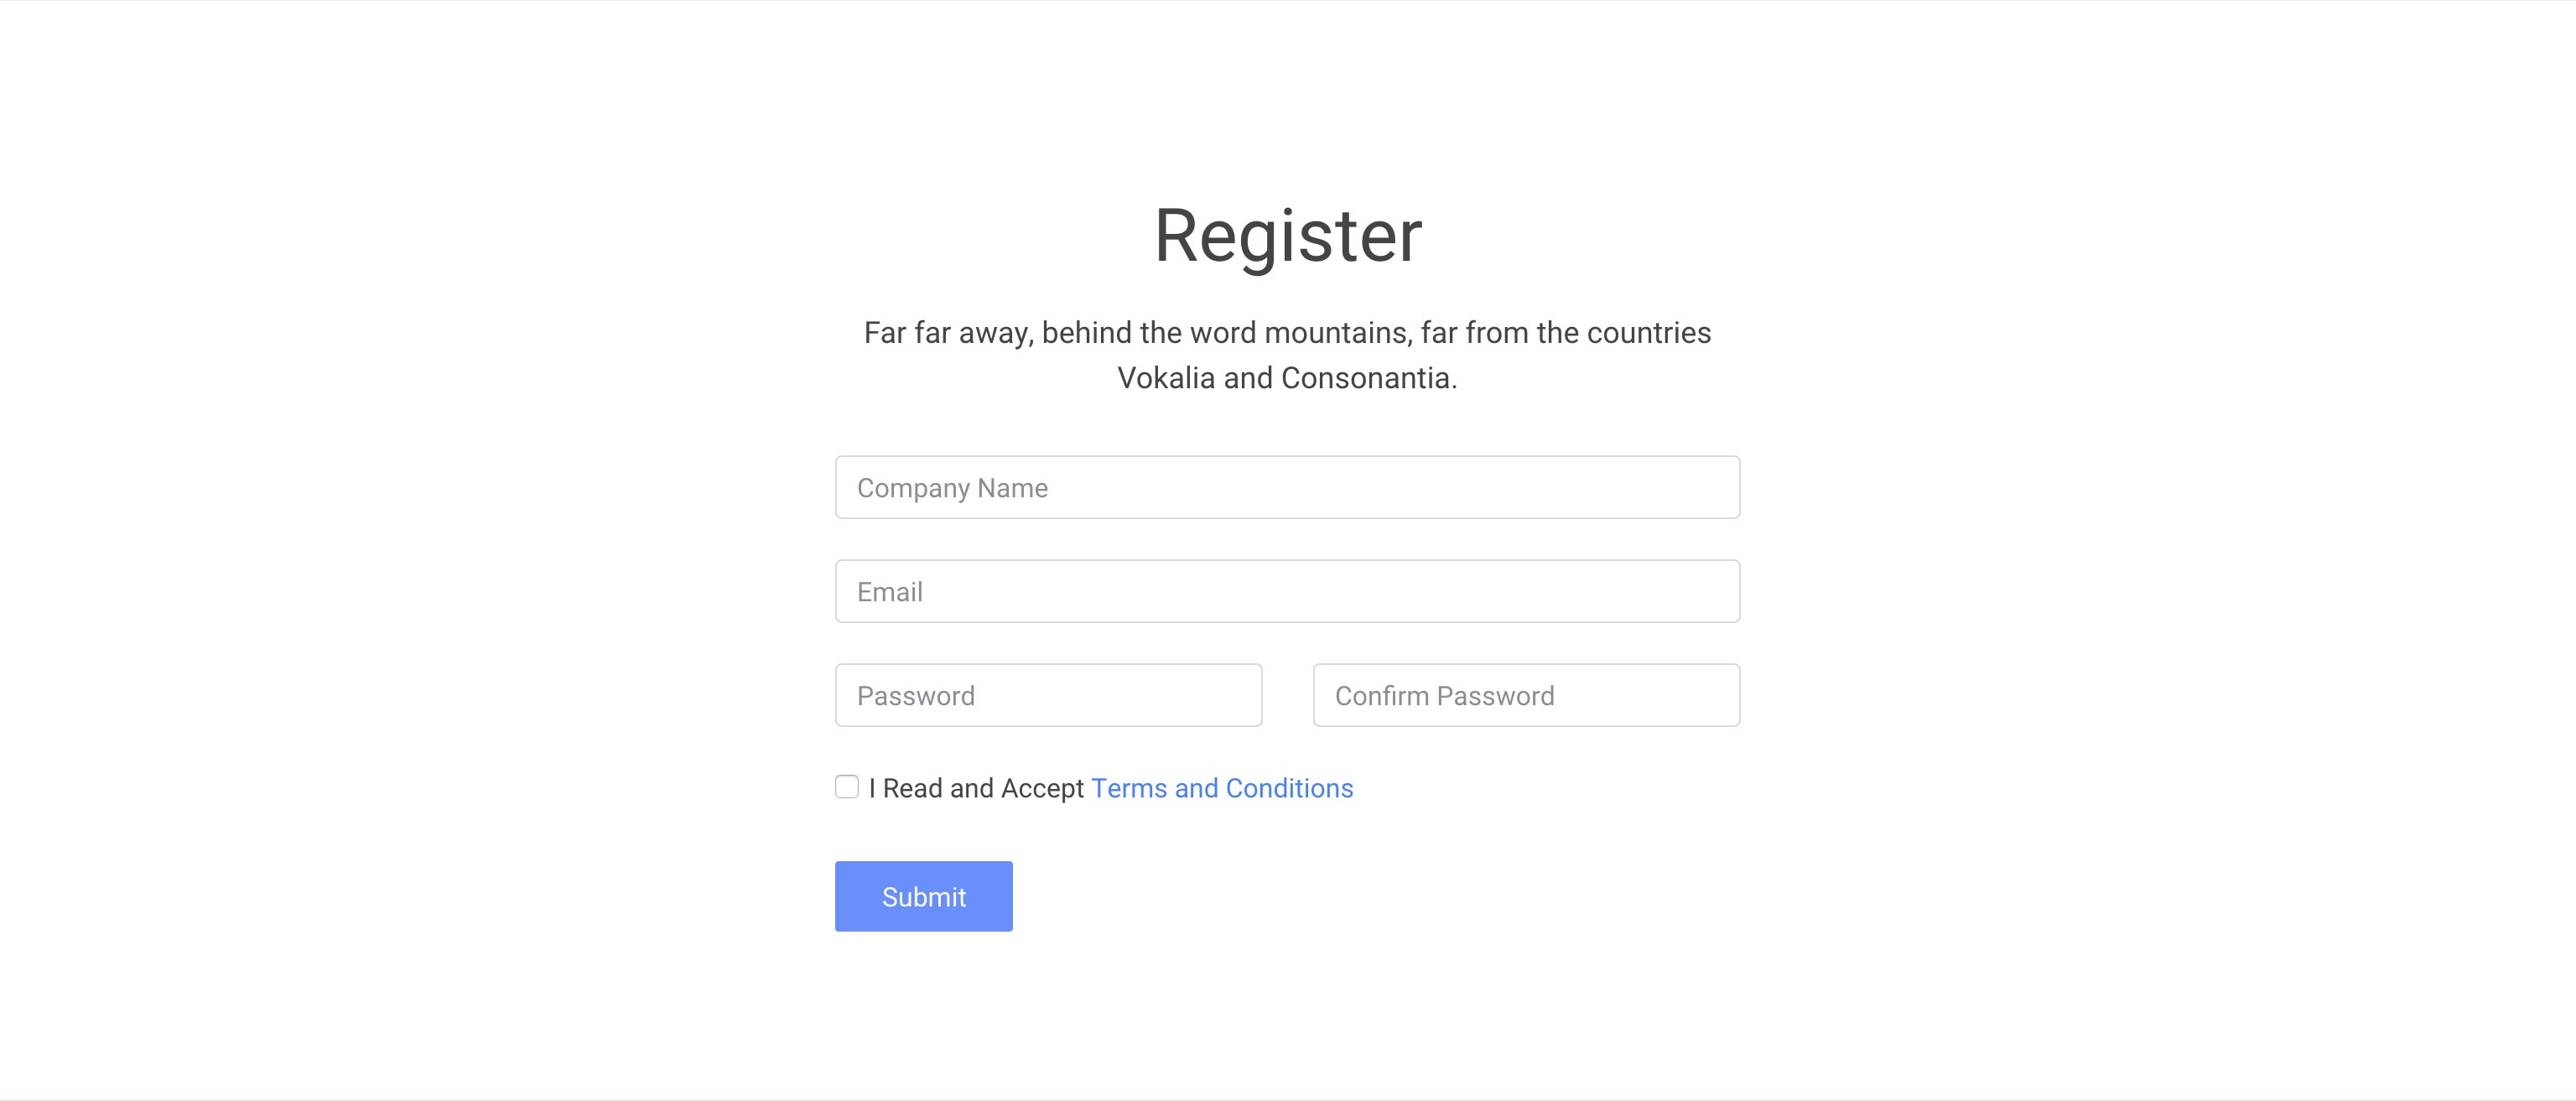 Register
Far far away, behind the word mountains, far from the countries
Vokalia and Consonantia.
Company Name
Email
Password
Confirm Password
I Read and Accept Terms and Conditions
Submit